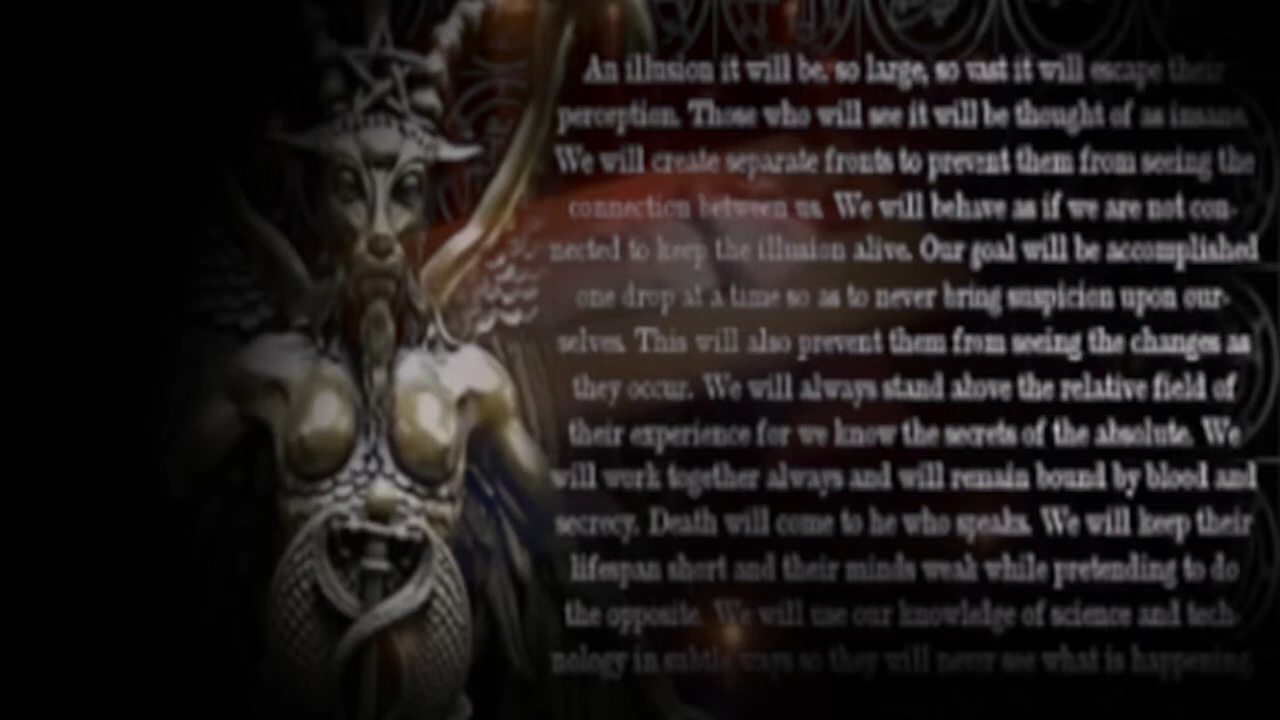 An illusion it will be, so large, so vast it will escape their
perception. Those who will see it will be thought of as insane.
We will create separate fronts to prevent them from seeing the
connection between us. We will behave as if we are not con-
nected to keep the illusion alive. Our goal will be accomplished
one drop at a time so as to never bring suspicion upon our-
selves. This will also prevent them from seeing the changes as
they occur. We will always stand above the relative field of
their experience for we know the secrets of the absolute. We
will work together always and will remain bound by blood and
secrecy. Death will come to he who speaks. We will keep their
lifespan short and their minds weak while pretending to do
the opposite. We will use our knowledge of science and tech-
nology in subtle ways so they will never see what is happening.